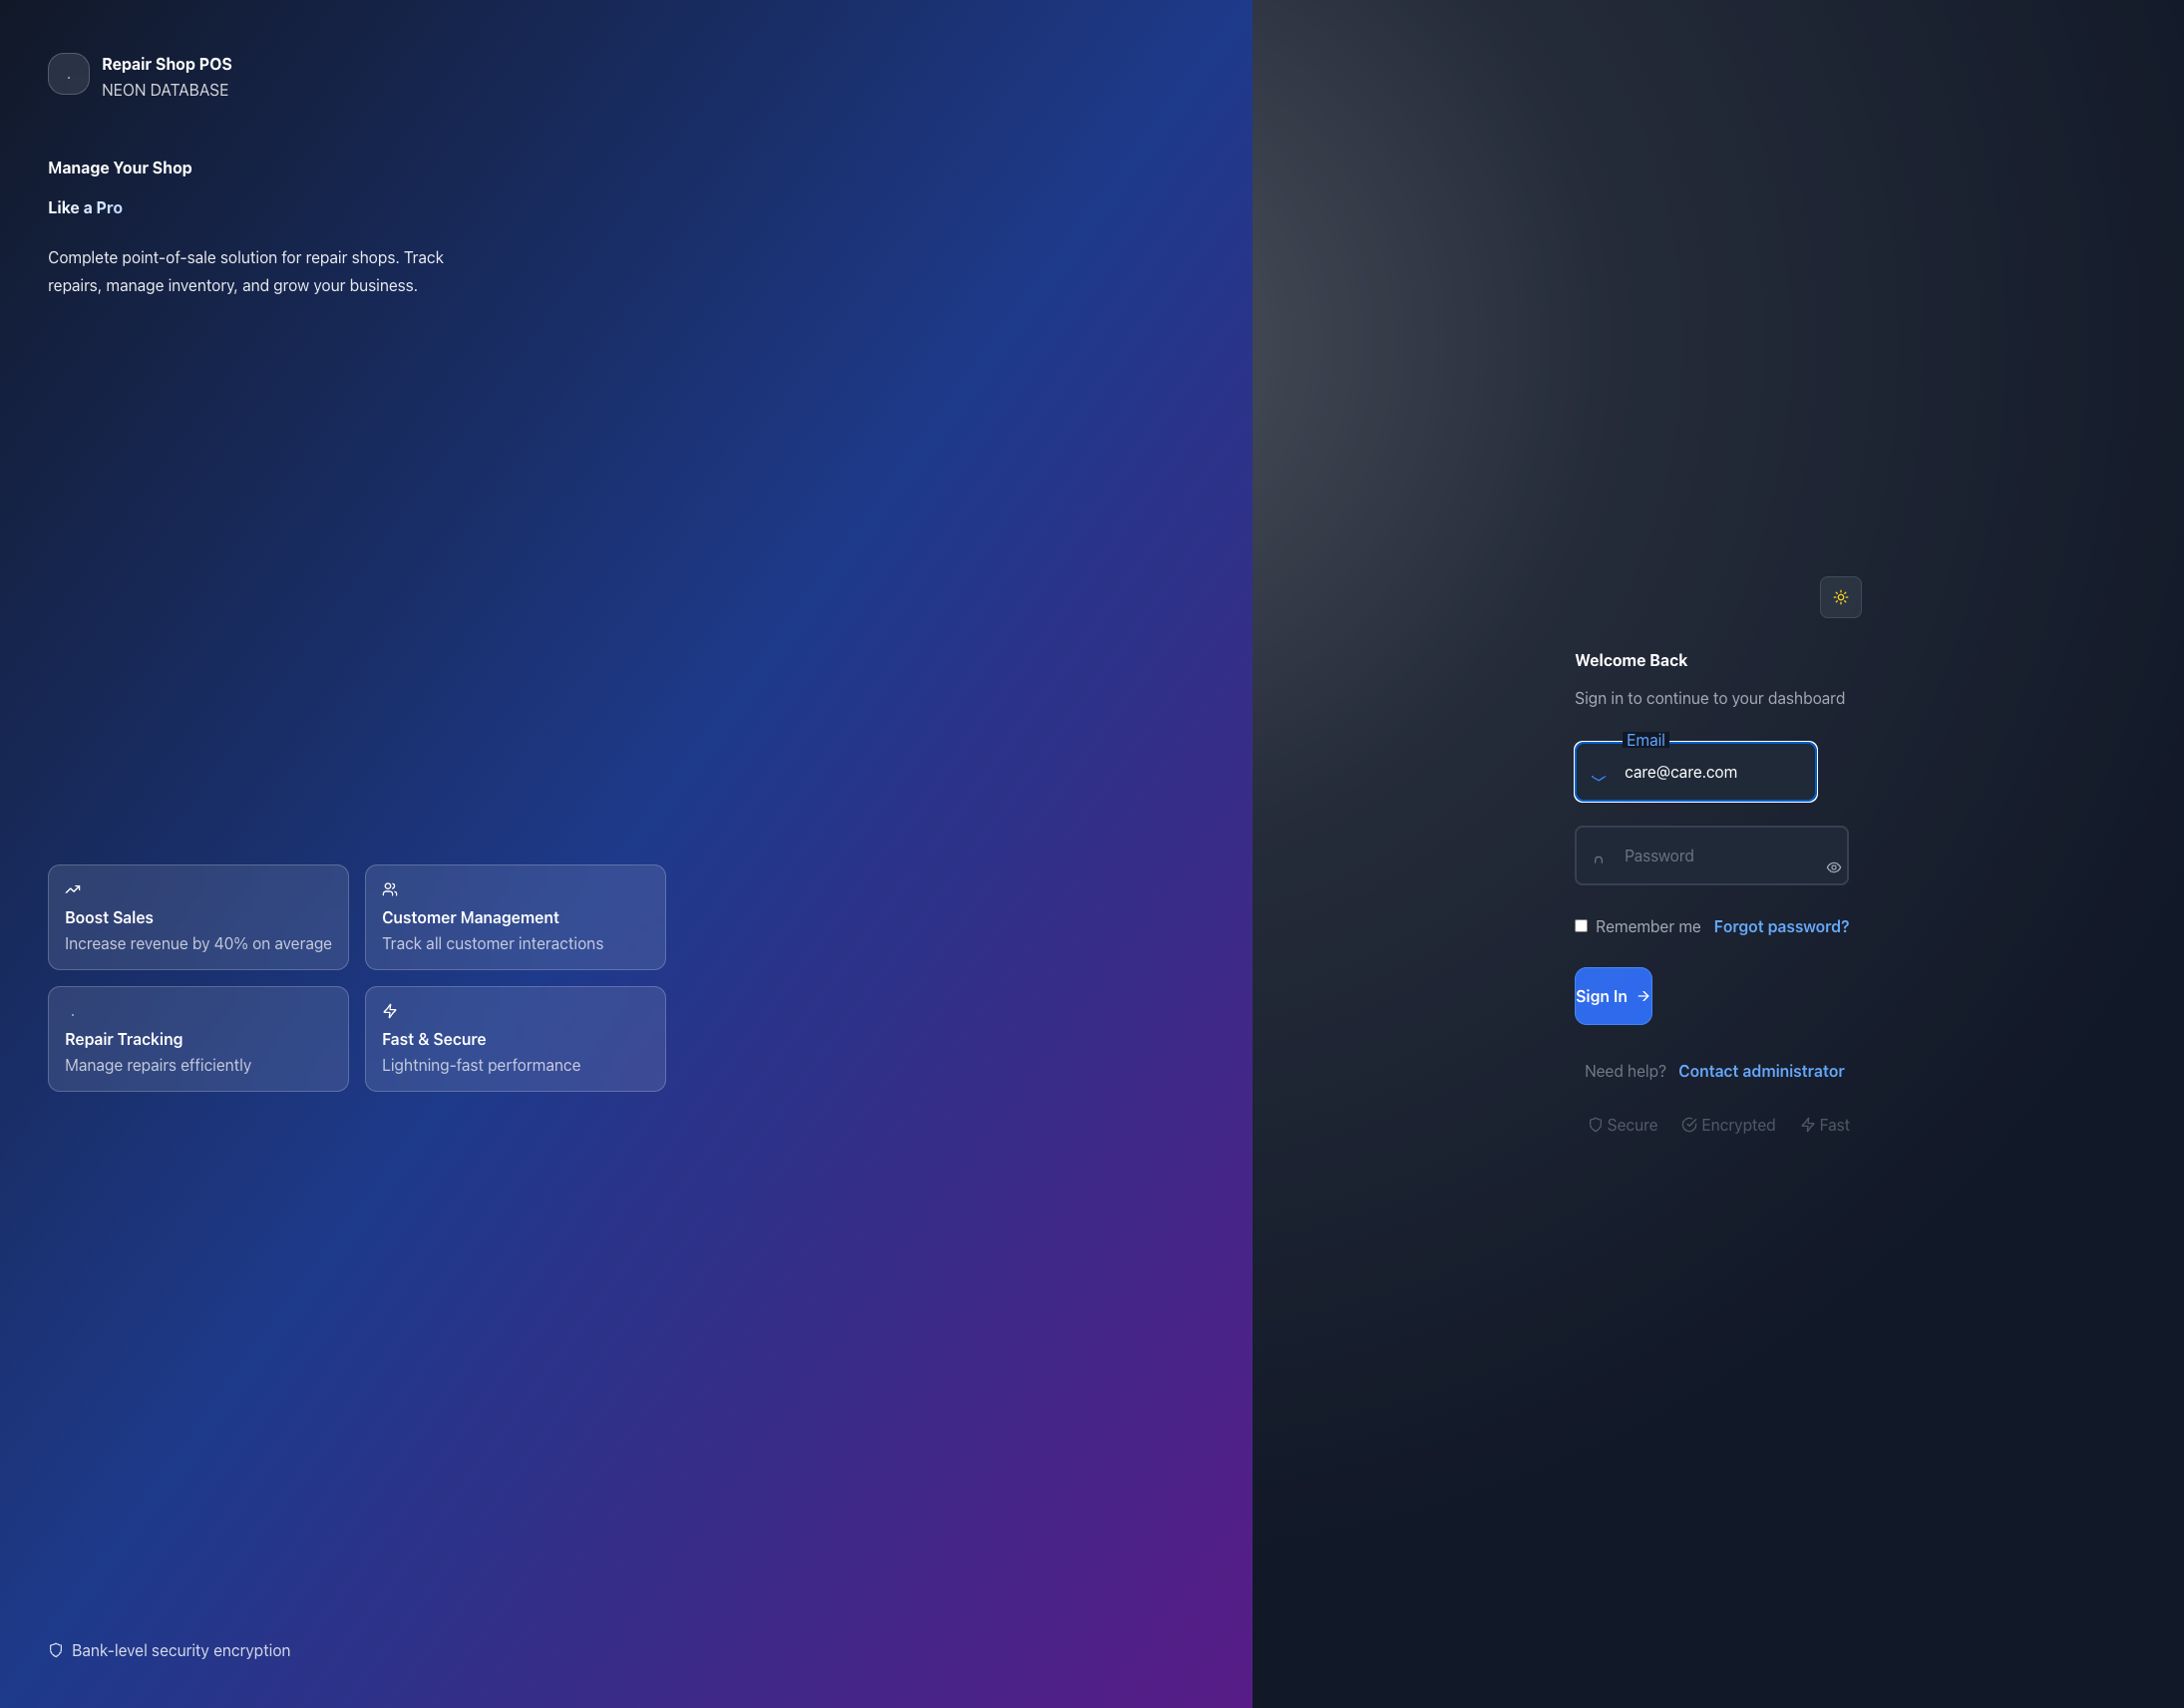 Repair Shop POS
NEON DATABASE
Manage Your Shop
Like a Pro
Complete point-of-sale solution for repair shops. Track
repairs, manage inventory, and grow your business.
Boost Sales
Increase revenue by 40% on average
Customer Management
Track all customer interactions
Repair Tracking
Manage repairs efficiently
Fast & Secure
Lightning-fast performance
Bank-level security encryption
Welcome Back
Sign in to continue to your dashboard
Email
care@care.com
Password
Remember me Forgot password?
Sign In
Need help? Contact administrator
Secure Encrypted Fast